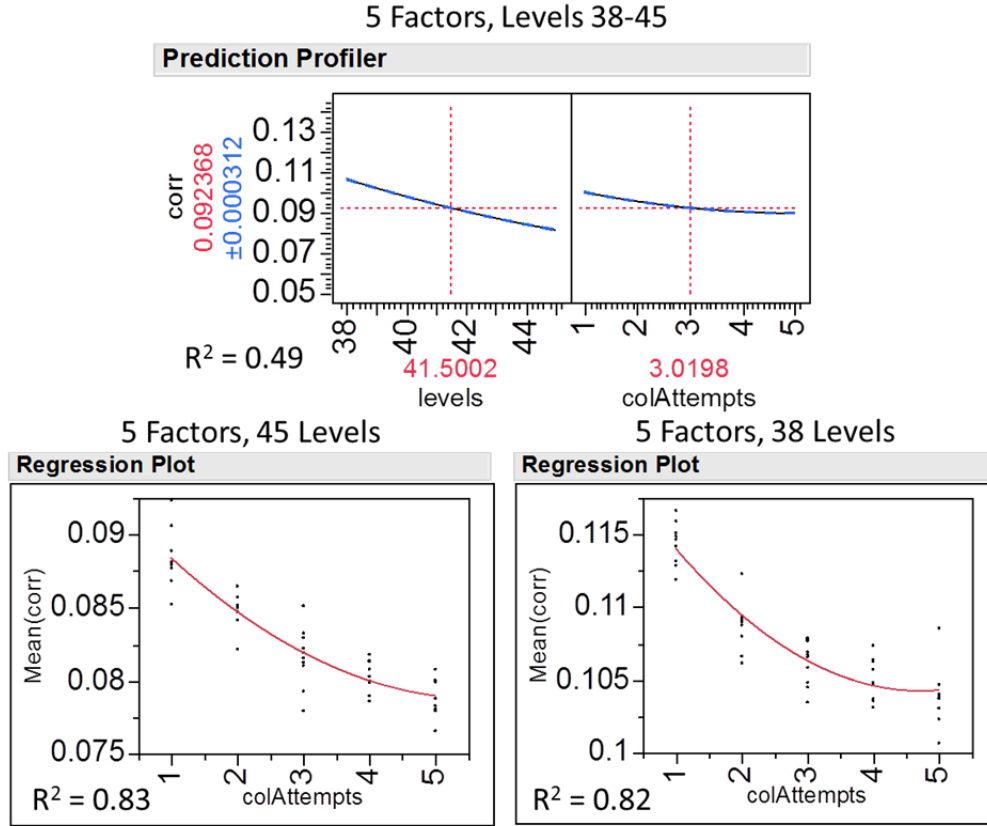 5 Factors, Levels 38-45
Prediction Profiler
corr
0.092368
±0.000312
0.13
0.11
0.09
0.07
0.05
38
40
42
44
1
2
3
4
5
R² = 0.49
41.5002
levels
3.0198
colAttempts
5 Factors, 45 Levels
Regression Plot
Mean(corr)
0.09
0.085
0.08
0.075
1
2
3
4
5
colAttempts
R² = 0.83
5 Factors, 38 Levels
Regression Plot
Mean(corr)
0.115
0.11
0.105
0.1
1
2
3
4
5
colAttempts
R² = 0.82